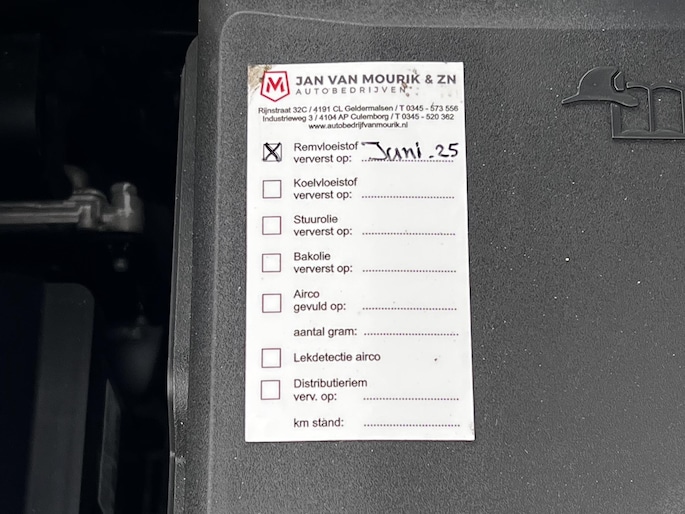 M JAN VAN MOURIK & ZN
AUTOBEDRIJVEN
Rijnstraat 32C / 4191 CL Geldermalsen / T 0345 - 573 556
Industrieweg 3 / 4104 AP Culemborg / T 0345 - 520 362
www.autobedrijfvanmourik.nl
Remvloeistof
ververst op: Juni - 25
Koelvloeistof
ververst op: ..............................
Stuurolie
ververst op: ..............................
Bakolie
ververst op: ..............................
Airco
gevuld op: ..............................
aantal gram: ..............................
Lekdetectie airco
Distributieriem
verv. op: ..............................
km stand: ..............................